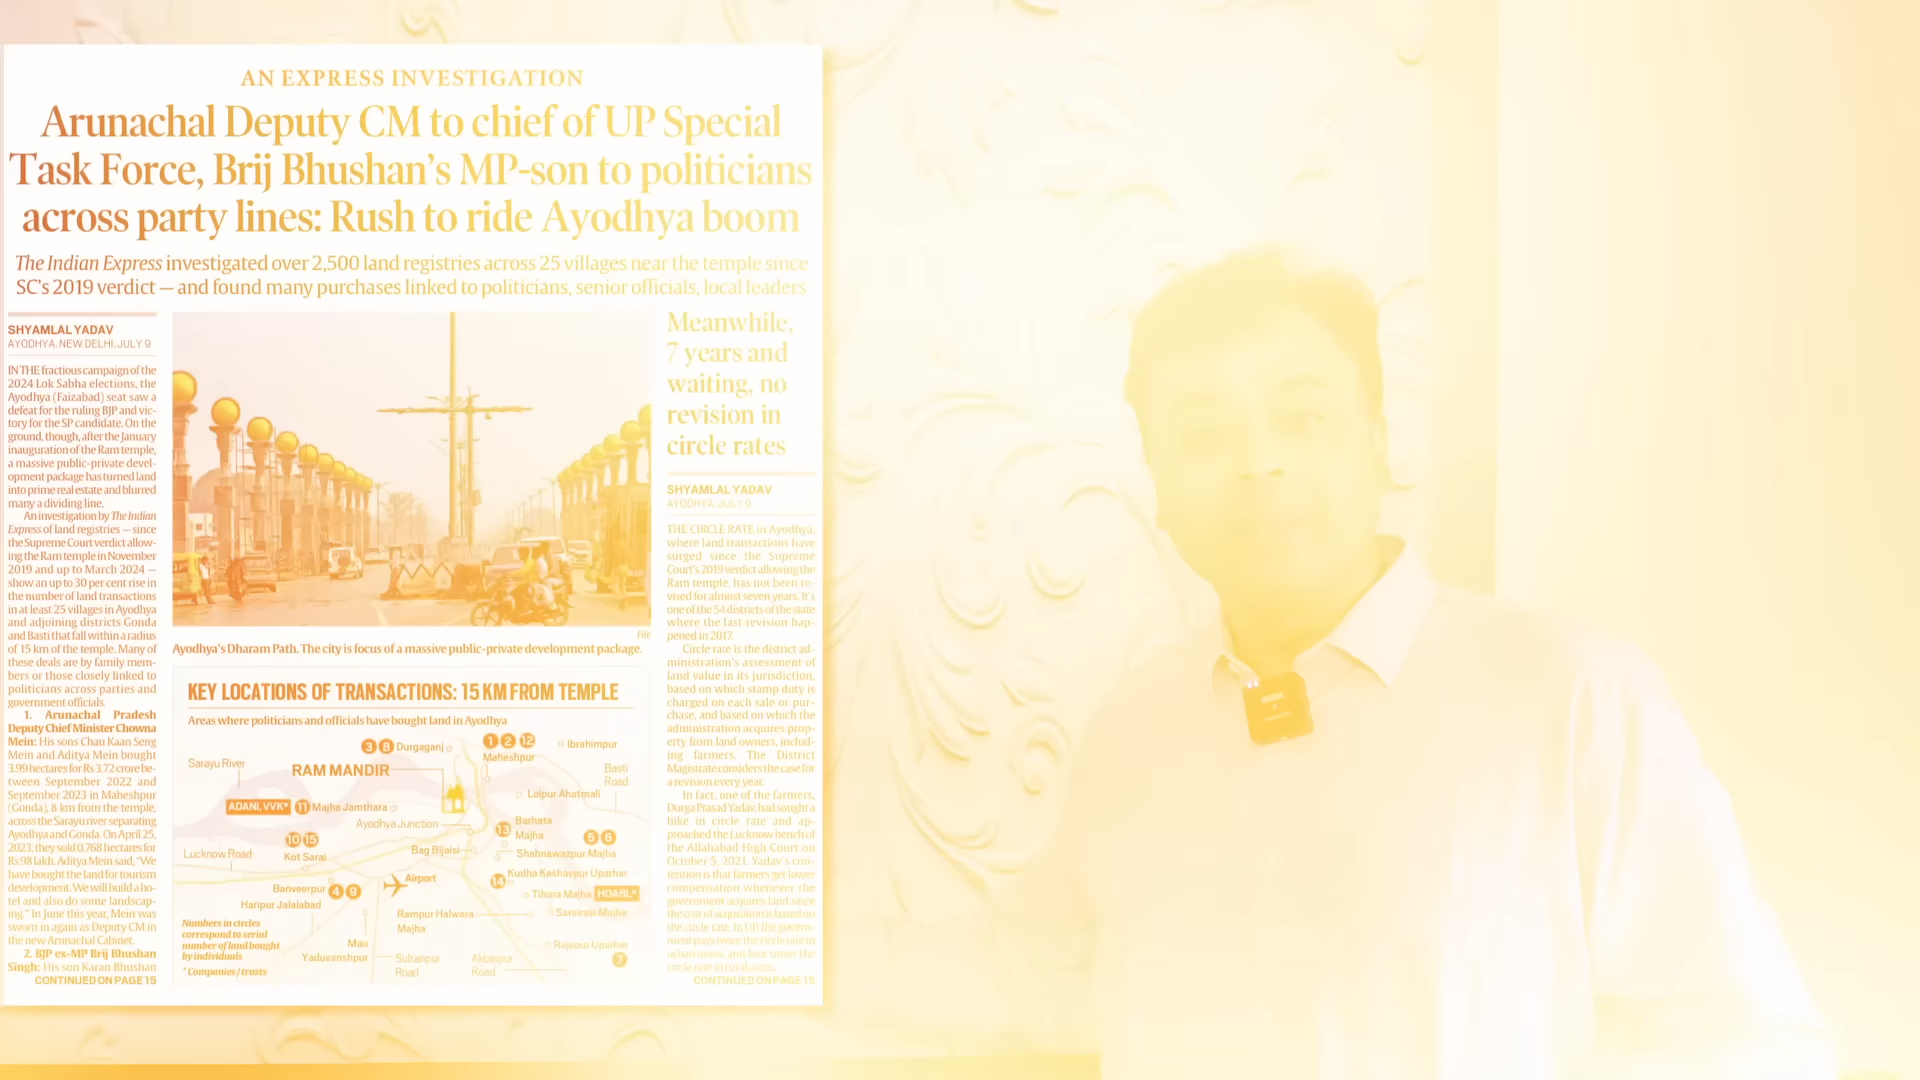 AN EXPRESS INVESTIGATION
Arunachal Deputy CM to chief of UP Special
Task Force, Brij Bhushan's MP-son to politicians
across party lines: Rush to ride Ayodhya boom
The Indian Express investigated over 2,500 land registries across 25 villages near the temple since
SC's 2019 verdict — and found many purchases linked to politicians, senior officials, local leaders
SHYAMLAL YADAV
AYODHYA, NEW DELHI, JULY 9
IN THE fractious campaign of the
2024 Lok Sabha elections, the
Ayodhya (Faizabad) seat saw a
defeat for the ruling BJP and vic-
tory for the SP candidate. On the
ground, though, after the January
inauguration of the Ram temple,
a massive public-private devel-
opment package has turned land
into prime real estate and blurred
many a dividing line.
An investigation by The Indian
Express of land registries — since
the Supreme Court verdict allow-
ing the Ram temple in November
2019 and up to March 2024 —
show an up to 30 per cent rise in
the number of land transactions
in at least 25 villages in Ayodhya
and adjoining districts Gonda
and Basti that fall within a radius
of 15 km of the temple. Many of
these deals are by family mem-
bers or those closely linked to
politicians across parties and
government officials.
1. Arunachal Pradesh
Deputy Chief Minister Chowna
Mein: His sons Chau Kaan Seng
Mein and Aditya Mein bought
3.99 hectares for Rs 3.72 crore be-
tween September 2022 and
September 2023 in Maheshpur
(Gonda), 8 km from the temple,
across the Sarayu river separating
Ayodhya and Gonda. On April 25,
2023, they sold 0.768 hectares for
Rs 98 lakh. Aditya Mein said, "We
have bought the land for tourism
development. We will build a ho-
tel and also do some landscap-
ing." In June this year, Mein was
sworn in again as Deputy CM in
the new Arunachal Cabinet.
2. BJP ex-MP Brij Bhushan
Singh: His son Karan Bhushan
CONTINUED ON PAGE 15
File
Ayodhya's Dharam Path. The city is focus of a massive public-private development package.
KEY LOCATIONS OF TRANSACTIONS: 15 KM FROM TEMPLE
Areas where politicians and officials have bought land in Ayodhya
3 8 Durgaganj
1 2 12
Maheshpur
Ibrahimpur
Sarayu River
RAM MANDIR
Basti
Road
Lolpur Ahatmali
ADANI, VVK* 11 Majha Jamthara
Ayodhya Junction
13 Barhata
Majha
5 6
10 15
Kot Sarai
Lucknow Road
Bag Bijaisi
Shahnawazpur Majha
Airport
14 Kudha Keshavpur Uparhar
Banveerpur 4 9
Tihura Majha HOABL*
Haripur Jalalabad
Rampur Halwara
Majha
Sarairasi Majha
Numbers in circles
correspond to serial
number of land bought
by individuals
* Companies / trusts
Mau
Yaduvanshpur
Sultanpur
Road
Akbarpur
Road
Rajepur Uparhar
7
Meanwhile,
7 years and
waiting, no
revision in
circle rates
SHYAMLAL YADAV
AYODHYA, JULY 9
THE CIRCLE RATE in Ayodhya,
where land transactions have
surged since the Supreme
Court's 2019 verdict allowing the
Ram temple, has not been re-
vised for almost seven years. It's
one of the 54 districts of the state
where the last revision hap-
pened in 2017.
Circle rate is the district ad-
ministration's assessment of
land value in its jurisdiction,
based on which stamp duty is
charged on each sale or pur-
chase, and based on which the
administration acquires prop-
erty from land owners, includ-
ing farmers. The District
Magistrate considers the case for
a revision every year.
In fact, one of the farmers,
Durga Prasad Yadav, had sought a
hike in circle rate and ap-
proached the Lucknow bench of
the Allahabad High Court on
October 5, 2021. Yadav's con-
tention is that farmers get lower
compensation whenever the
government acquires land since
the cost of acquisition is based on
the circle rate. In UP, the govern-
ment pays twice the circle rate in
urban areas, and four times the
circle rate in rural areas.
CONTINUED ON PAGE 15